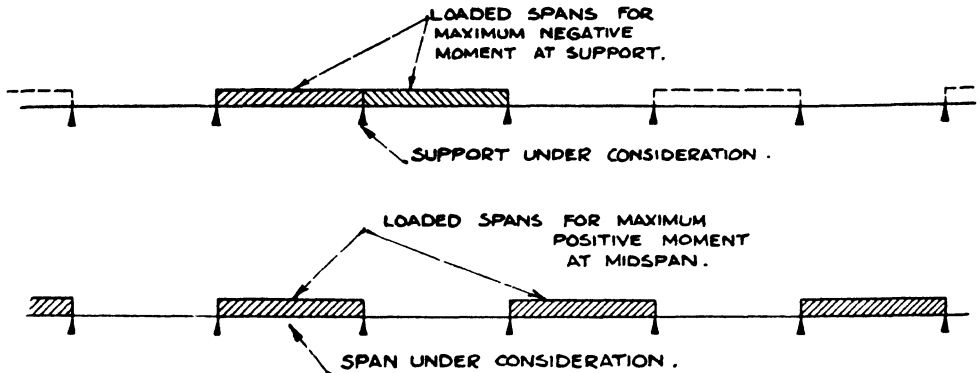 LOADED SPANS FOR
MAXIMUM NEGATIVE
MOMENT AT SUPPORT.
SUPPORT UNDER CONSIDERATION.
LOADED SPANS FOR MAXIMUM
POSITIVE MOMENT
AT MIDSPAN.
SPAN UNDER CONSIDERATION.